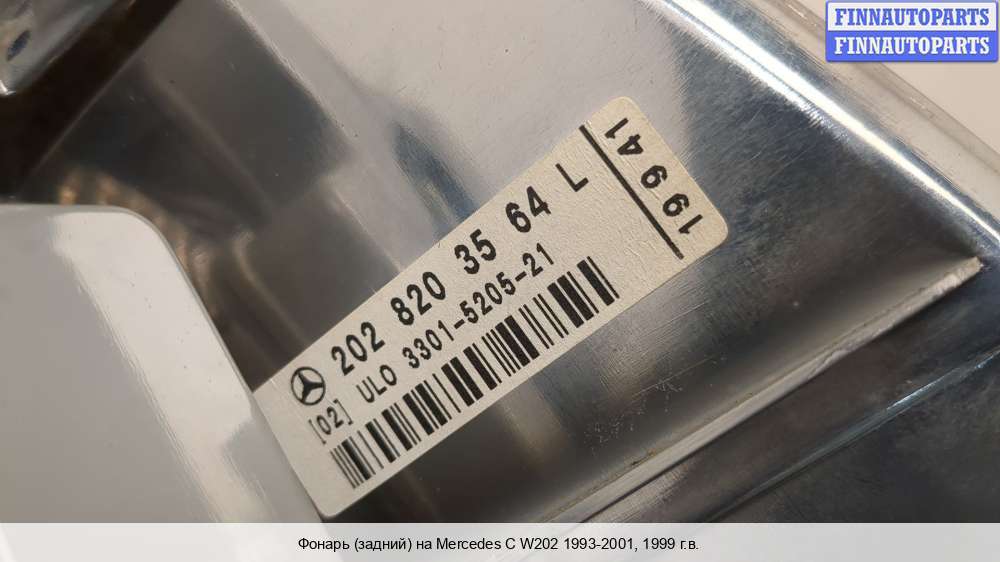 FINNAUTOPARTS
FINNAUTOPARTS
202 820 35 64 L
[02] ULO 3301-5205-21
19941
Фонарь (задний) на Mercedes C W202 1993-2001, 1999 г.в.